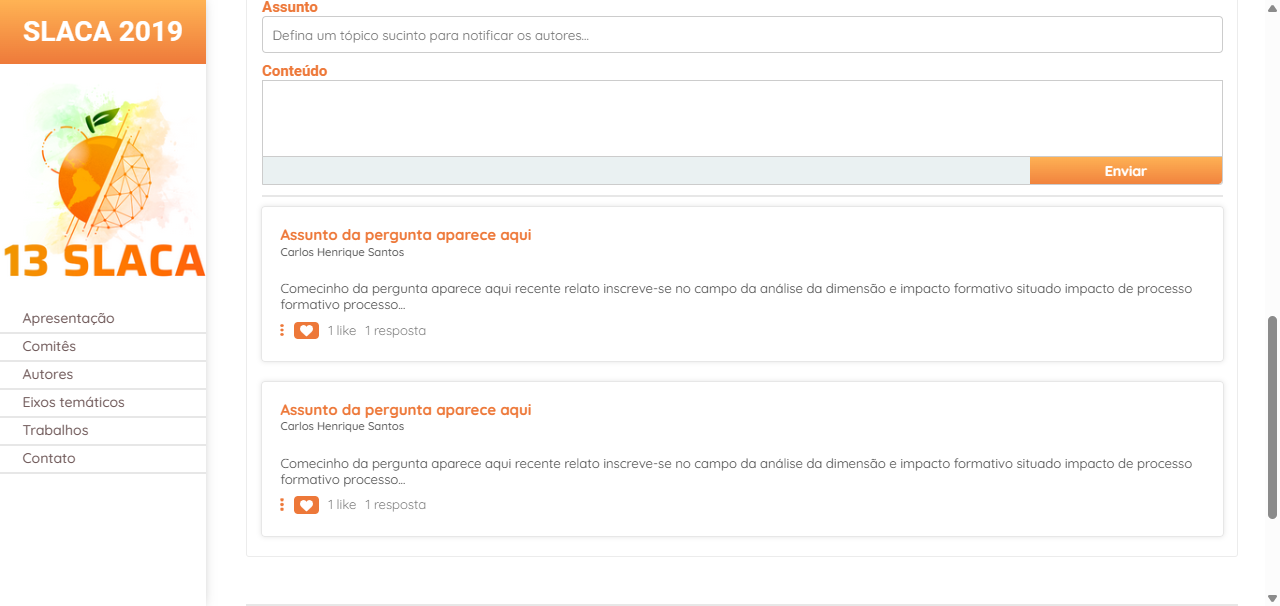 SLACA 2019
13 SLACA
Apresentação
Comitês
Autores
Eixos temáticos
Trabalhos
Contato
Assunto
Defina um tópico sucinto para notificar os autores...
Conteúdo
Enviar
Assunto da pergunta aparece aqui
Carlos Henrique Santos
Comecinho da pergunta aparece aqui recente relato inscreve-se no campo da análise da dimensão e impacto formativo situado impacto de processo
formativo processo...
1 like 1 resposta
Assunto da pergunta aparece aqui
Carlos Henrique Santos
Comecinho da pergunta aparece aqui recente relato inscreve-se no campo da análise da dimensão e impacto formativo situado impacto de processo
formativo processo...
1 like 1 resposta